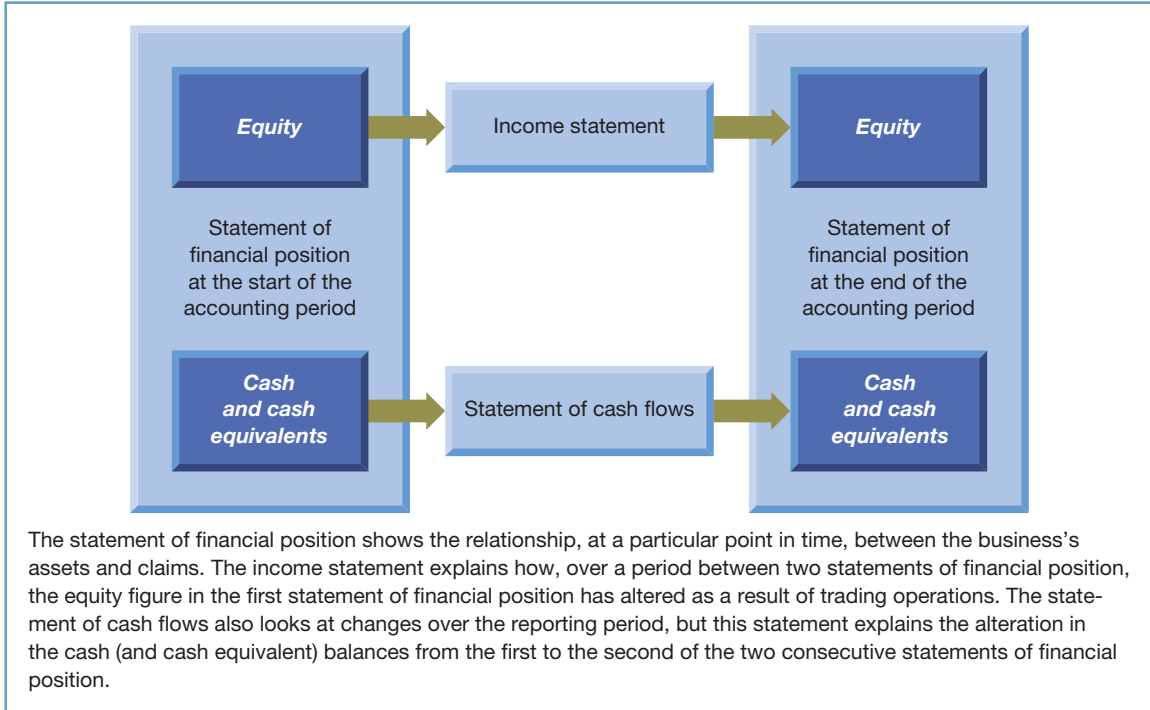 Equity
Income statement
Equity
Statement of
financial position
at the start of the
accounting period
Statement of
financial position
at the end of the
accounting period
Cash
and cash
equivalents
Statement of cash flows
Cash
and cash
equivalents
The statement of financial position shows the relationship, at a particular point in time, between the business’s
assets and claims. The income statement explains how, over a period between two statements of financial position,
the equity figure in the first statement of financial position has altered as a result of trading operations. The state-
ment of cash flows also looks at changes over the reporting period, but this statement explains the alteration in
the cash (and cash equivalent) balances from the first to the second of the two consecutive statements of financial
position.